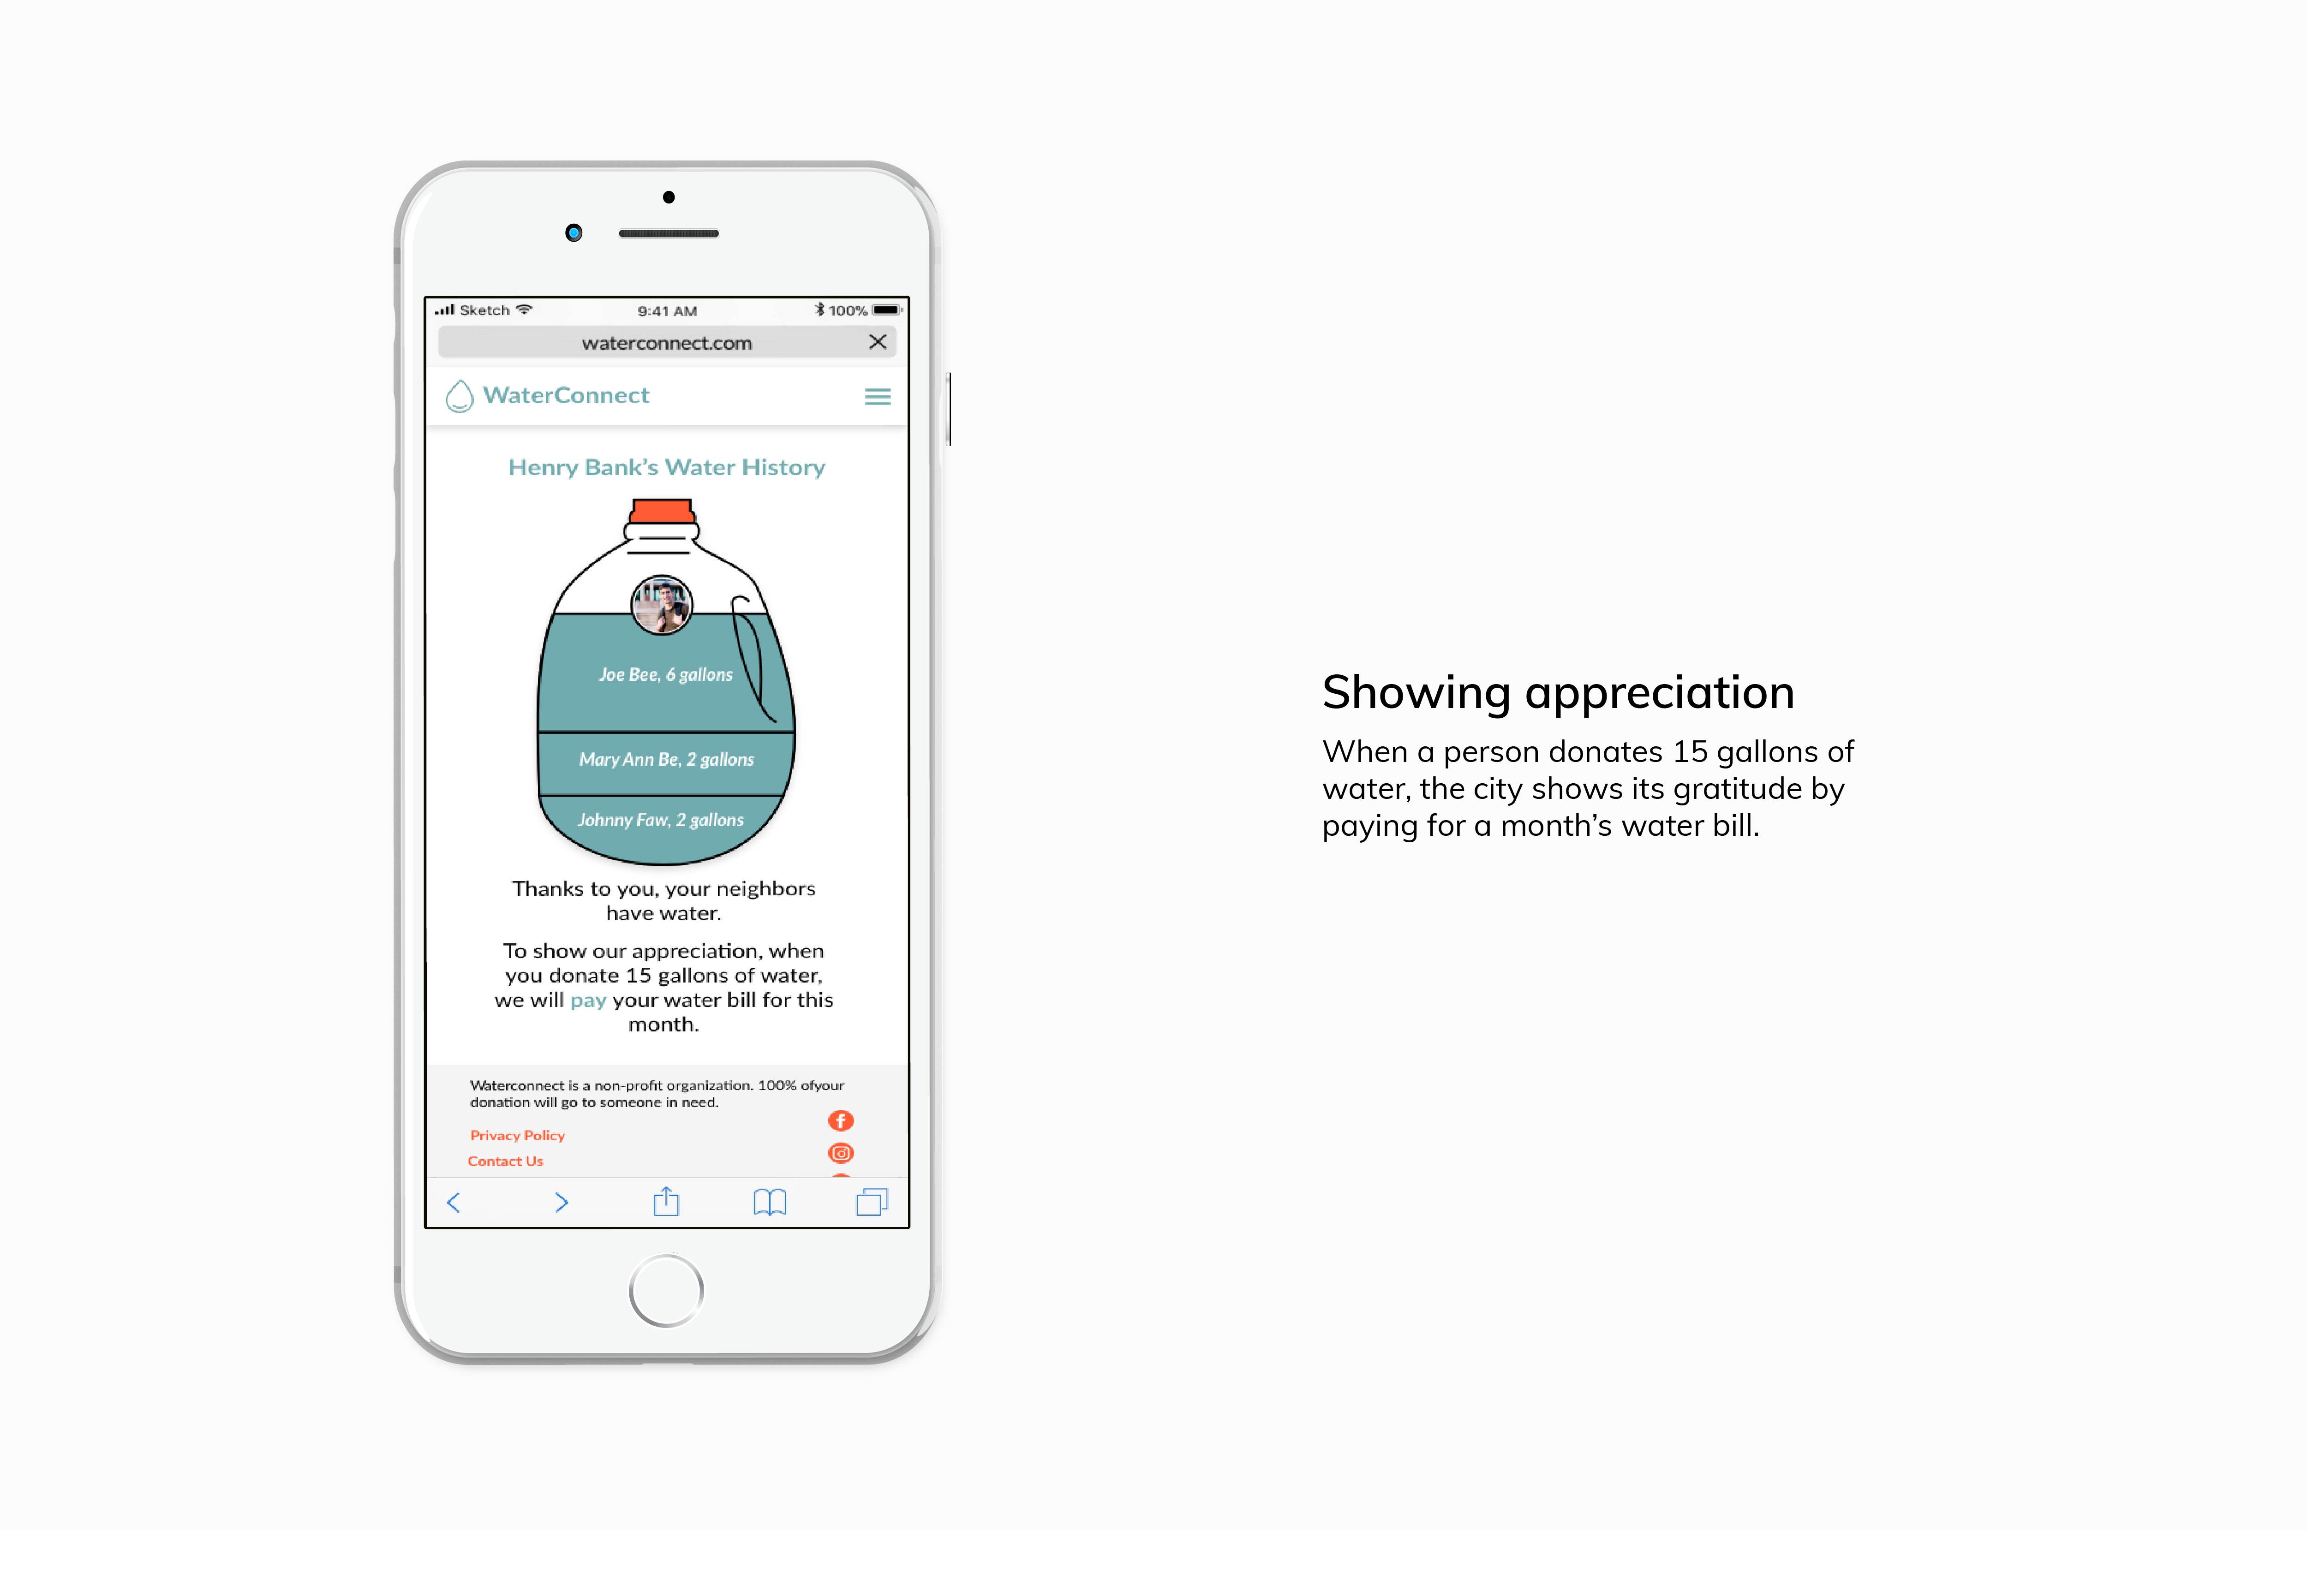 Sketch
9:41 AM
100%
waterconnect.com
WaterConnect
Henry Bank’s Water History
Joe Bee, 6 gallons
Mary Ann Be, 2 gallons
Johnny Faw, 2 gallons
Thanks to you, your neighbors
have water.
To show our appreciation, when
you donate 15 gallons of water,
we will pay your water bill for this
month.
Waterconnect is a non-profit organization. 100% ofyour
donation will go to someone in need.
Privacy Policy
Contact Us
Showing appreciation
When a person donates 15 gallons of
water, the city shows its gratitude by
paying for a month’s water bill.